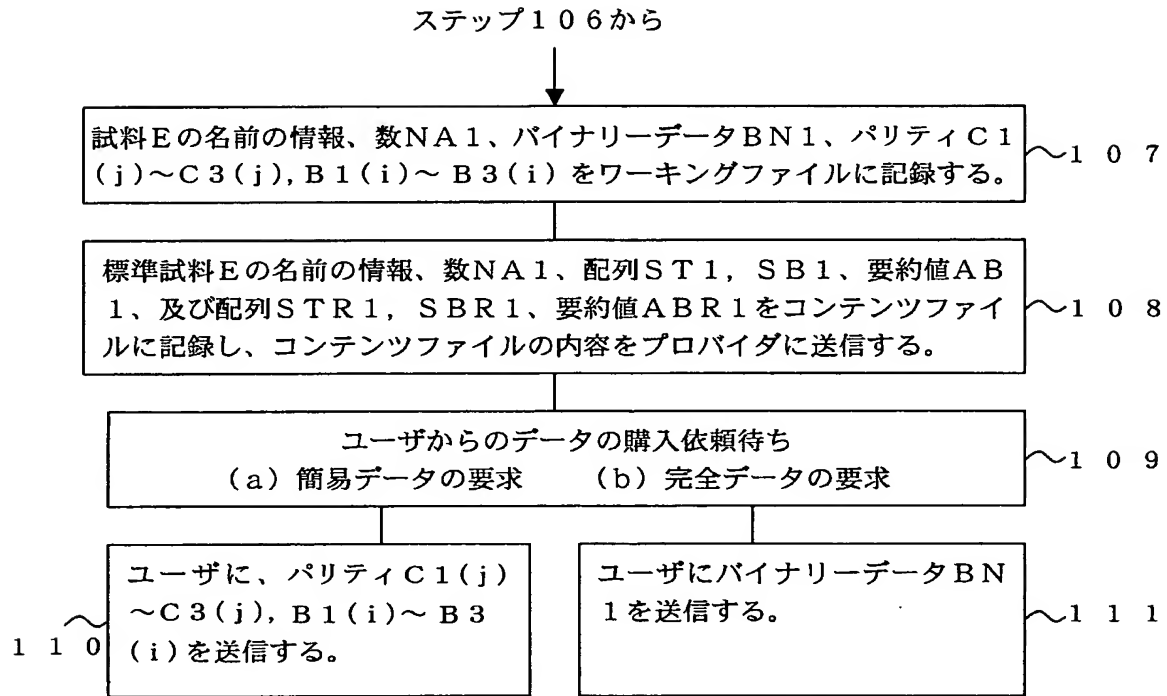 ステップ106から
試料Eの名前の情報、数NA1、バイナリーデータBN1、パリティC1
(j)~C3(j), B1(i)~ B3(i)をワーキングファイルに記録する。
~107
標準試料Eの名前の情報、数NA1、配列ST1, SB1、要約値AB
1、及び配列STR1, SBR1、要約値ABR1をコンテンツファイ
ルに記録し、コンテンツファイルの内容をプロバイダに送信する。
~108
ユーザからのデータの購入依頼待ち
(a) 簡易データの要求 (b) 完全データの要求
~109
ユーザに、パリティC1(j)
~C3(j), B1(i)~ B3
(i)を送信する。
110
ユーザにバイナリーデータBN
1を送信する。
~111